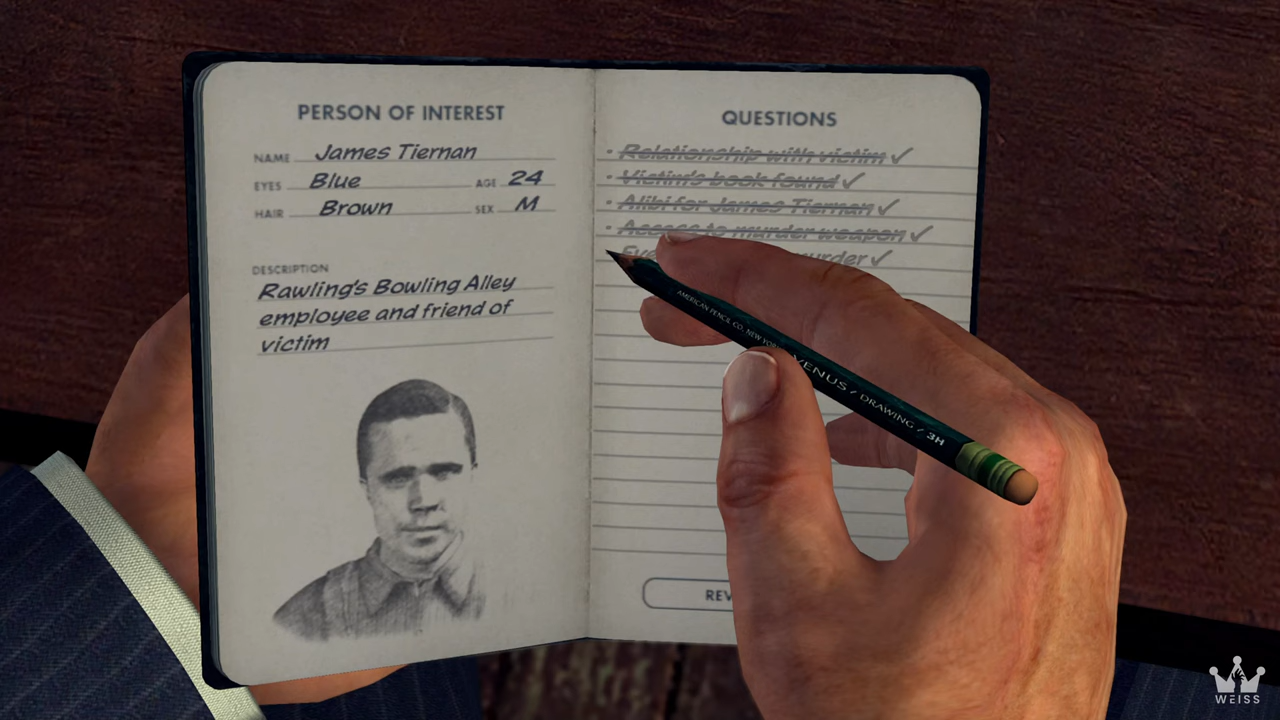 PERSON OF INTEREST
NAME James Tiernan
EYES Blue AGE 24
HAIR Brown SEX M
DESCRIPTION
Rawling's Bowling Alley
employee and friend of
victim
QUESTIONS
· Relationship with victim ✓
· Victim's book found ✓
· Alibi for James Tiernan ✓
· Access to murder weapon ✓
murder ✓
AMERICAN PENCIL CO. NEW YORK VENUS / DRAWING / 3H
WEISS